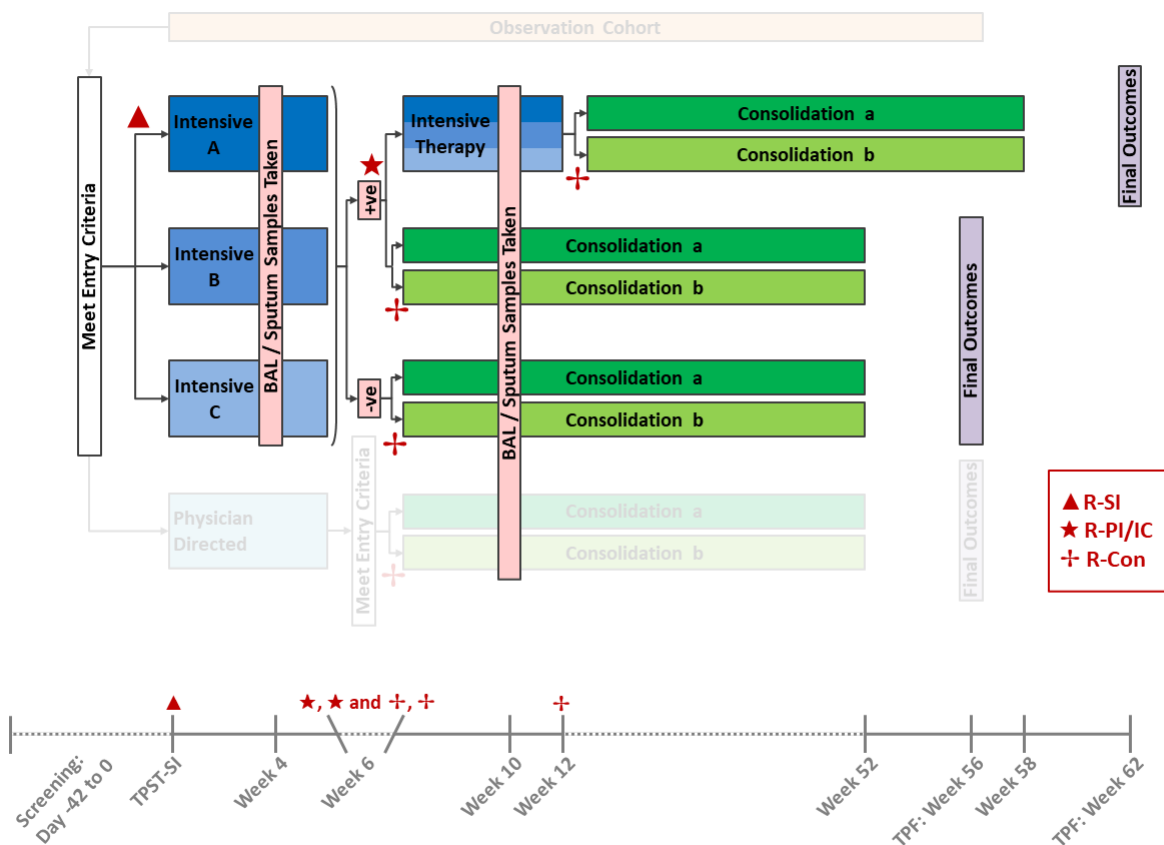 Observation Cohort
Meet Entry Criteria
Intensive
A
Intensive
B
Intensive
C
BAL / Sputum Samples Taken
+ve
-ve
Intensive
Therapy
BAL / Sputum Samples Taken
Consolidation a
Consolidation b
Consolidation a
Consolidation b
Consolidation a
Consolidation b
Final Outcomes
Final Outcomes
Physician
Directed
Meet Entry Criteria
Consolidation a
Consolidation b
Final Outcomes
▲ R-SI
★ R-PI/IC
✢ R-Con
▲
★, ★ and ✢, ✢
✢
Screening:
Day -42 to 0
TPST-SI
Week 4
Week 6
Week 10
Week 12
Week 52
TPF: Week 56
Week 58
TPF: Week 62